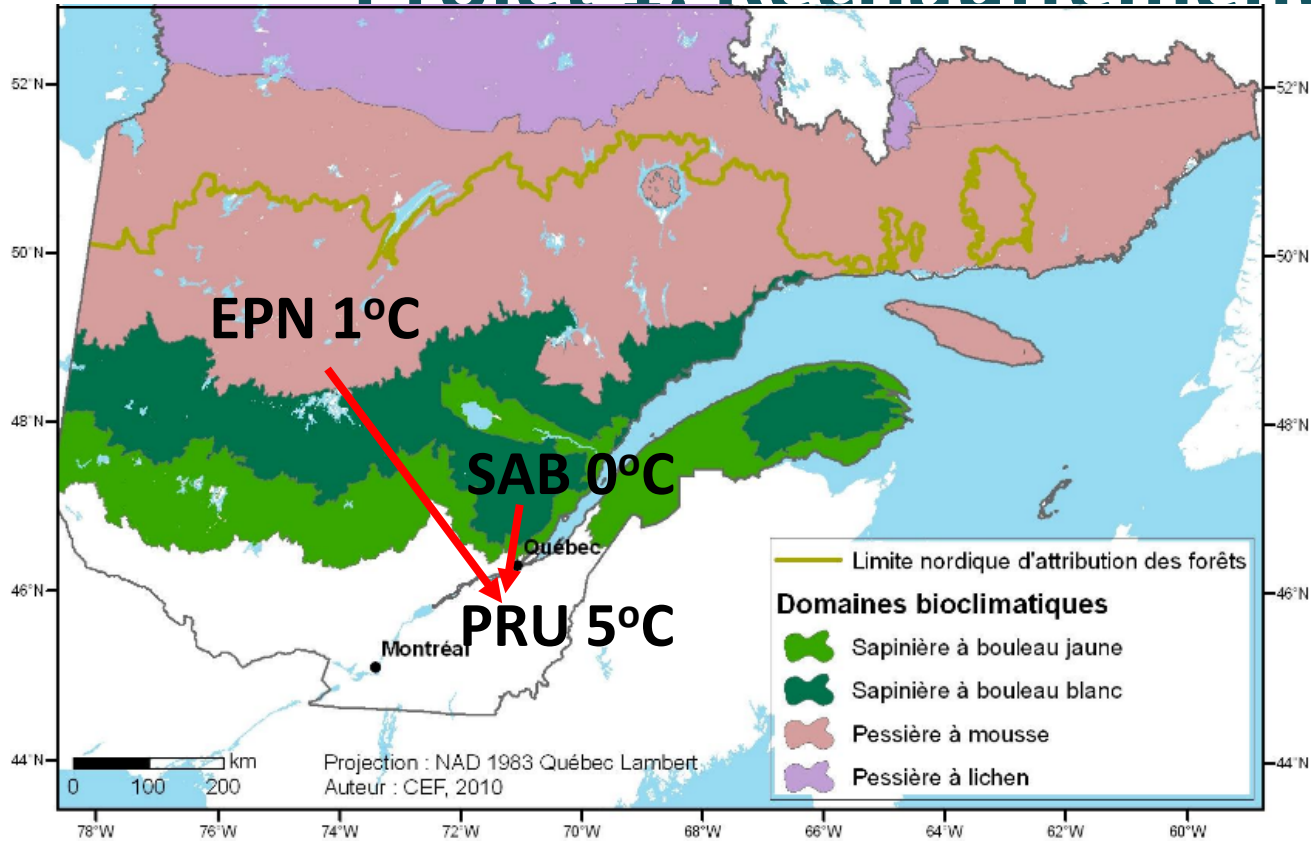 52°N
52°N
50°N
50°N
EPN 1°C
48°N
48°N
SAB 0°C
Québec
46°N
46°N
PRU 5°C
Montréal
Limite nordique d'attribution des forêts
Domaines bioclimatiques
Sapinière à bouleau jaune
Sapinière à bouleau blanc
Pessière à mousse
Pessière à lichen
44°N
44°N
km
0 100 200
Projection : NAD 1983 Québec Lambert
Auteur : CEF, 2010
78°W 76°W 74°W 72°W 70°W 68°W 66°W 64°W 62°W 60°W